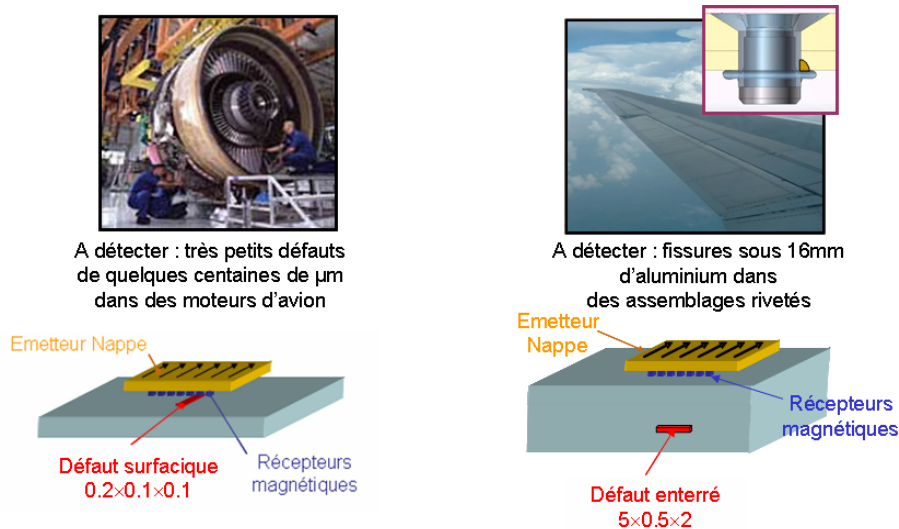 A détecter : très petits défauts
de quelques centaines de µm
dans des moteurs d'avion
A détecter : fissures sous 16mm
d'aluminium dans
des assemblages rivetés
Emetteur Nappe
Défaut surfacique
0.2×0.1×0.1
Récepteurs
magnétiques
Emetteur
Nappe
Récepteurs
magnétiques
Défaut enterré
5×0.5×2